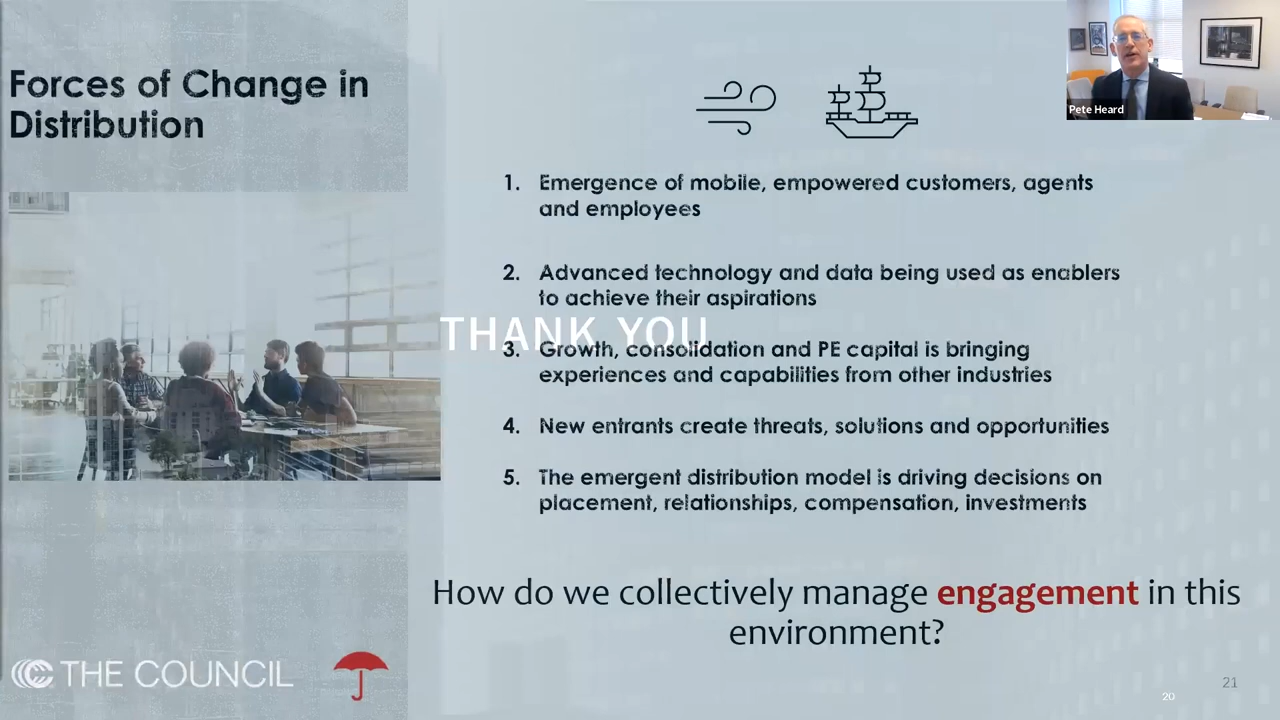 Forces of Change in
Distribution
Pete Heard
1. Emergence of mobile, empowered customers, agents
and employees
2. Advanced technology and data being used as enablers
to achieve their aspirations
THANK YOU
3. Growth, consolidation and PE capital is bringing
experiences and capabilities from other industries
4. New entrants create threats, solutions and opportunities
5. The emergent distribution model is driving decisions on
placement, relationships, compensation, investments
How do we collectively manage engagement in this
environment?
THE COUNCIL
21
20